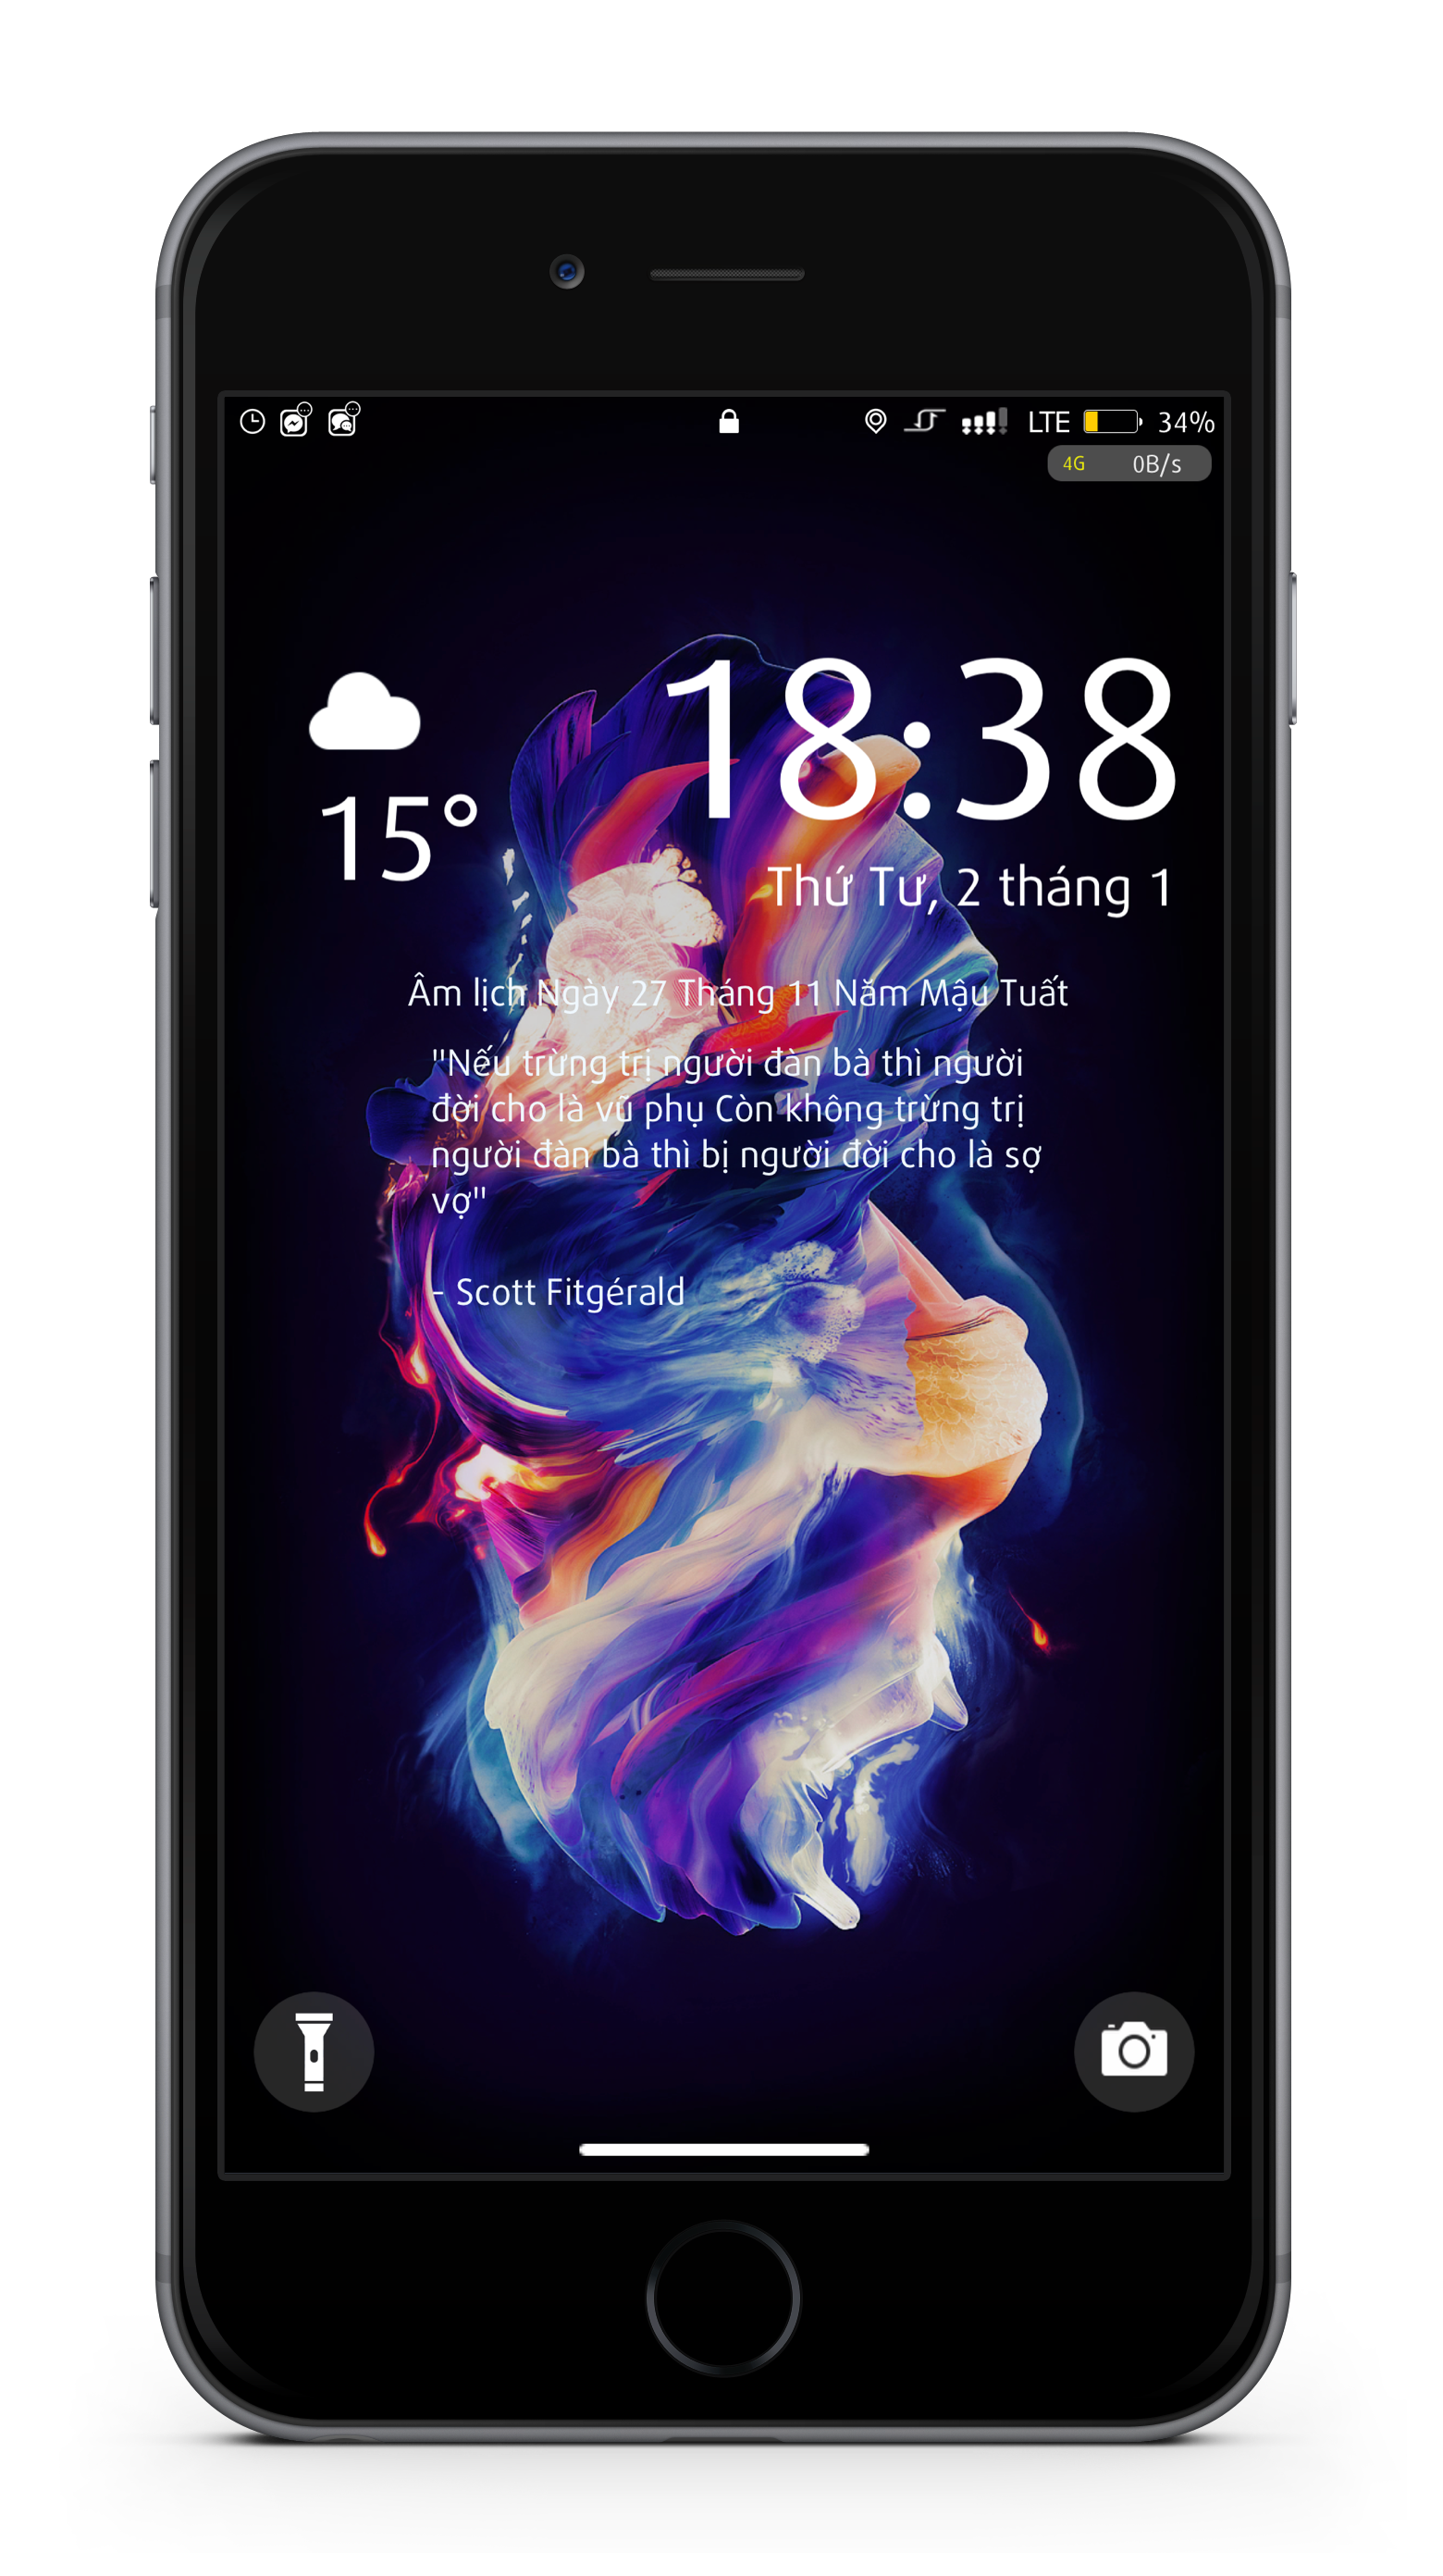 LTE 34%
4G 0B/s
18:38
15°
Thứ Tư, 2 tháng 1
Âm lịch Ngày 27 Tháng 11 Năm Mậu Tuất
"Nếu trừng trị người đàn bà thì người
đời cho là vũ phụ Còn không trừng trị
người đàn bà thì bị người đời cho là sợ
vợ"
- Scott Fitgérald